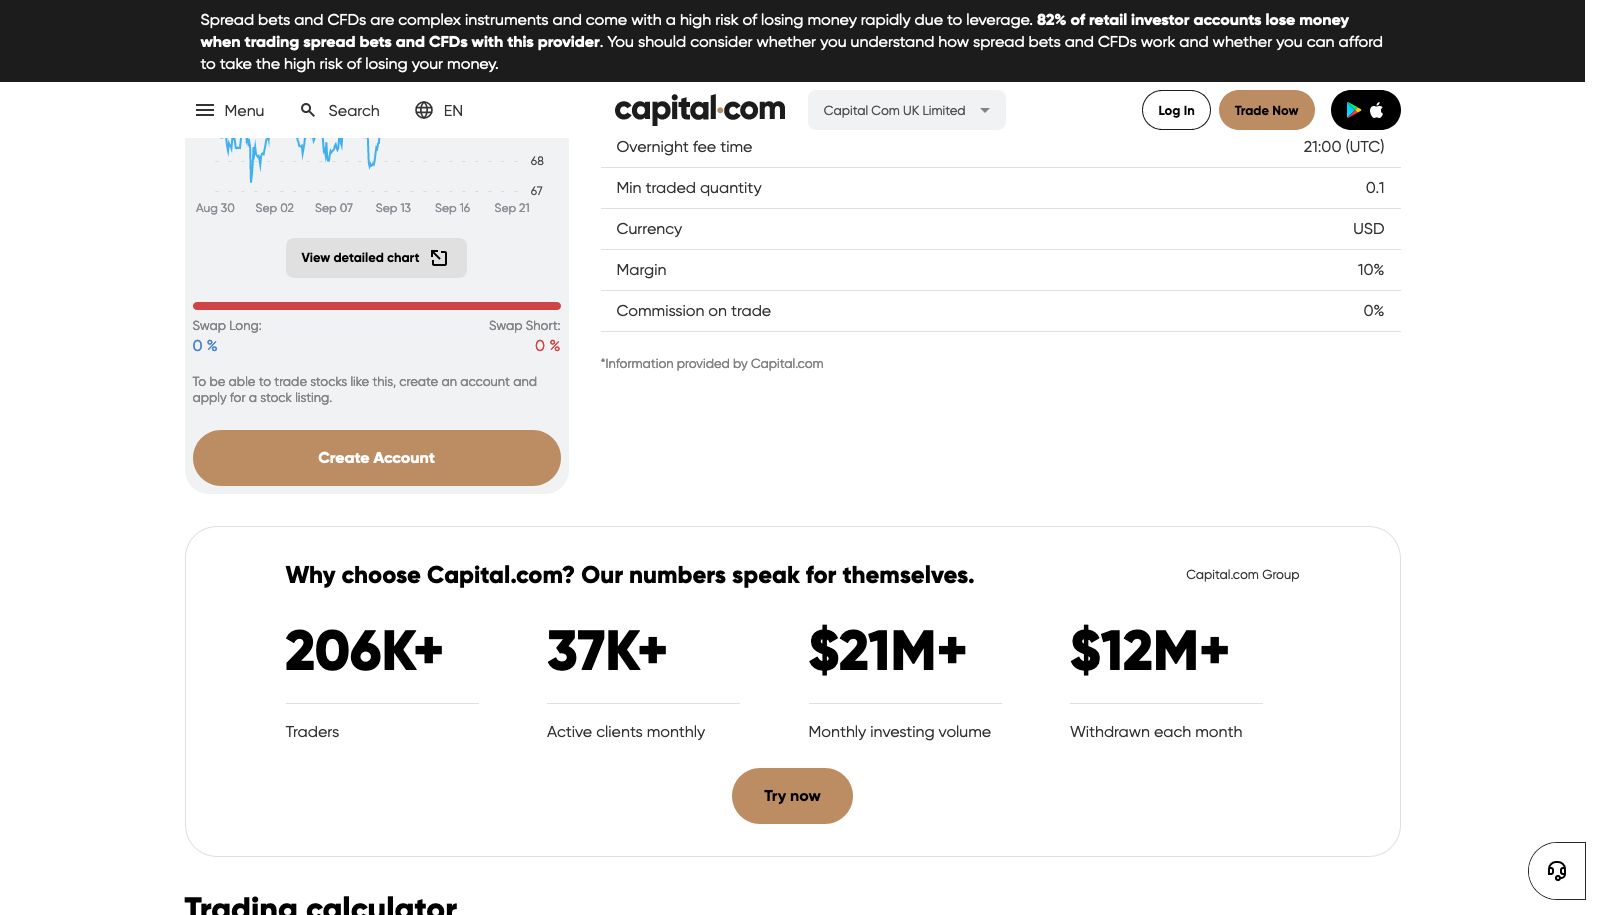 Spread bets and CFDs are complex instruments and come with a high risk of losing money rapidly due to leverage. 82% of retail investor accounts lose money
when trading spread bets and CFDs with this provider. You should consider whether you understand how spread bets and CFDs work and whether you can afford
to take the high risk of losing your money.
Menu
Search
EN
capital.com
Capital Com UK Limited
Log In
Trade Now
68
67
Aug 30 Sep 02 Sep 07 Sep 13 Sep 16 Sep 21
View detailed chart
Swap Long: Swap Short:
0 % 0 %
To be able to trade stocks like this, create an account and
apply for a stock listing.
Create Account
Overnight fee time 21:00 (UTC)
Min traded quantity 0.1
Currency USD
Margin 10%
Commission on trade 0%
*Information provided by Capital.com
Why choose Capital.com? Our numbers speak for themselves.
Capital.com Group
206K+ 37K+ $21M+ $12M+
Traders Active clients monthly Monthly investing volume Withdrawn each month
Try now
Trading calculator